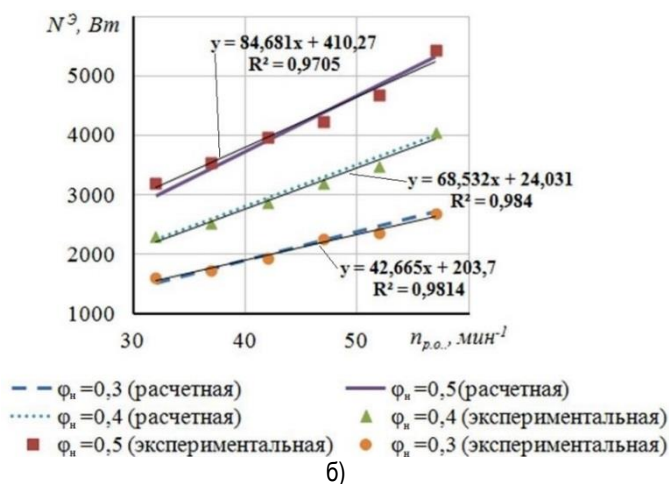 N^Э, Вт
y = 84,681x + 410,27
R² = 0,9705
5000
4000
y = 68,532x + 24,031
R² = 0,984
3000
2000
y = 42,665x + 203,7
R² = 0,9814
1000
30 40 50 n_р.о., мин⁻¹
φ_н =0,3 (расчетная) φ_н =0,5 (расчетная)
φ_н =0,4 (расчетная) φ_н =0,4 (экспериментальная)
φ_н =0,5 (экспериментальная) φ_н =0,3 (экспериментальная)
б)